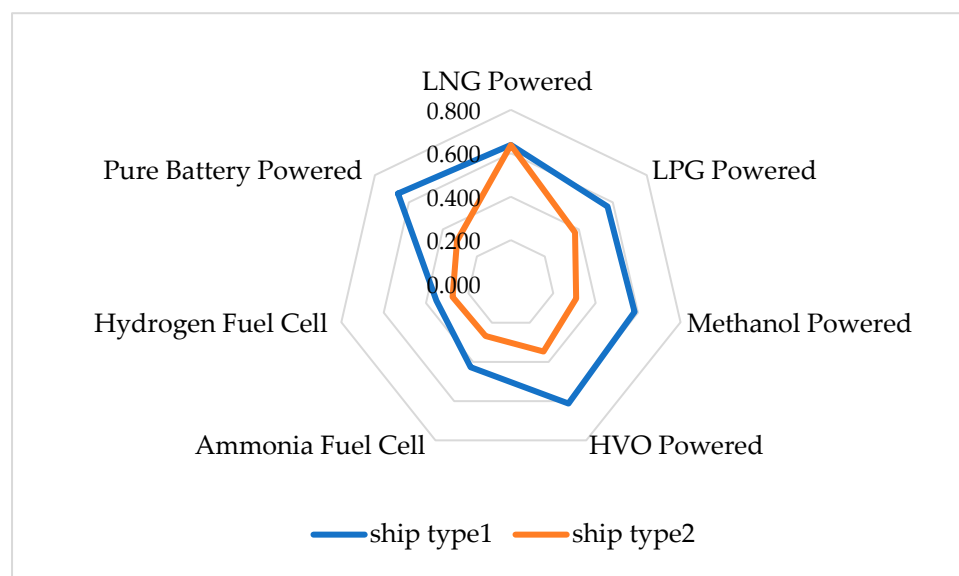 LNG Powered
0.800
0.600
0.400
0.200
0.000
LPG Powered
Methanol Powered
HVO Powered
Ammonia Fuel Cell
Hydrogen Fuel Cell
Pure Battery Powered
ship type1
ship type2